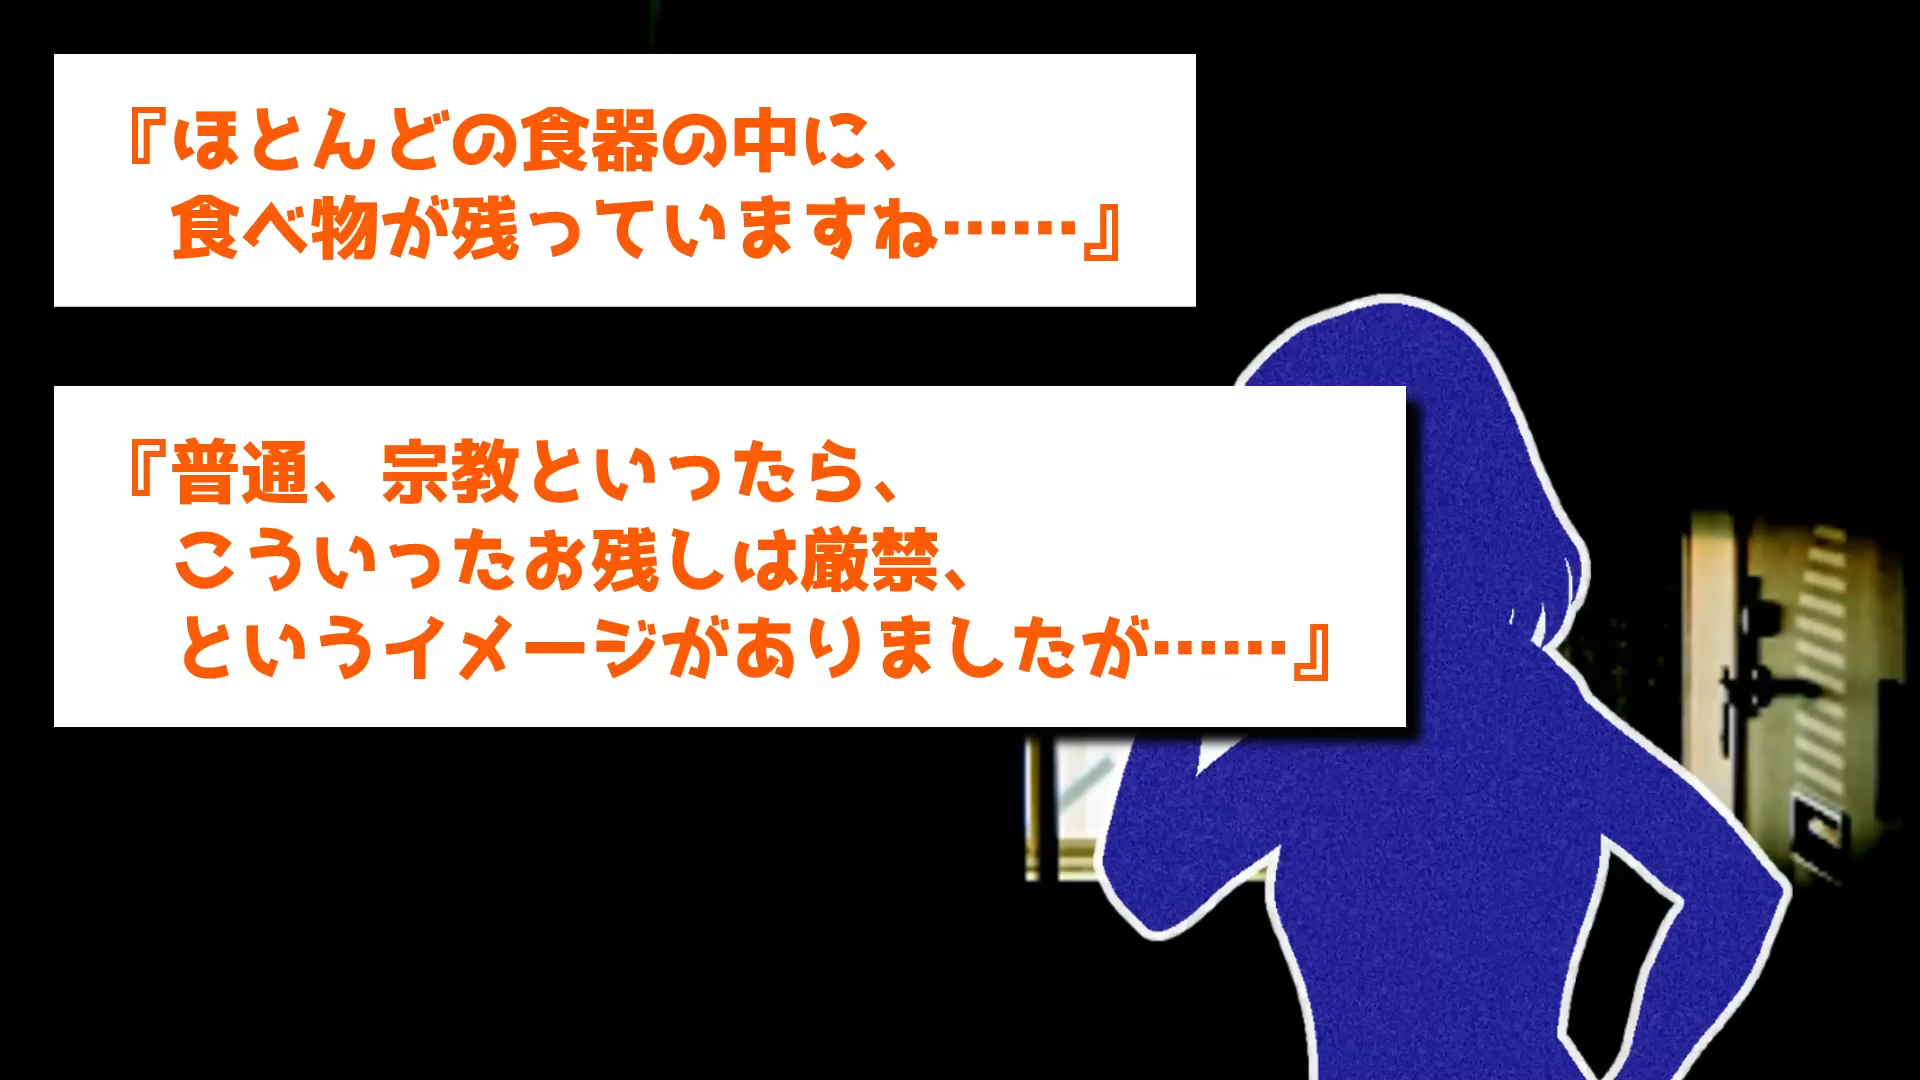 『ほとんどの食器の中に、
食べ物が残っていますね……』
『普通、宗教といったら、
こういったお残しは厳禁、
というイメージがありましたが……』